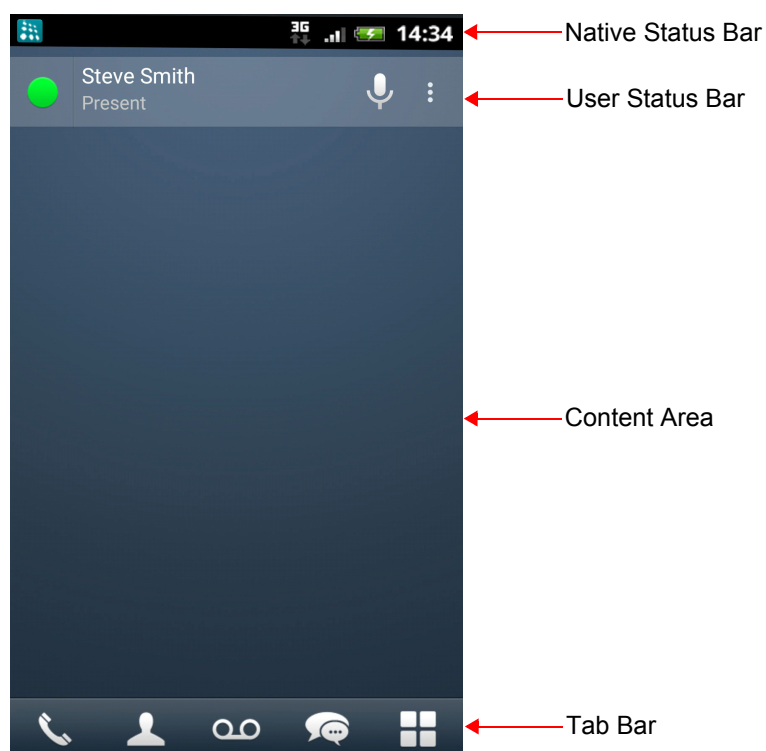 3G 14:34 Native Status Bar
Steve Smith
Present
User Status Bar
Content Area
Tab Bar